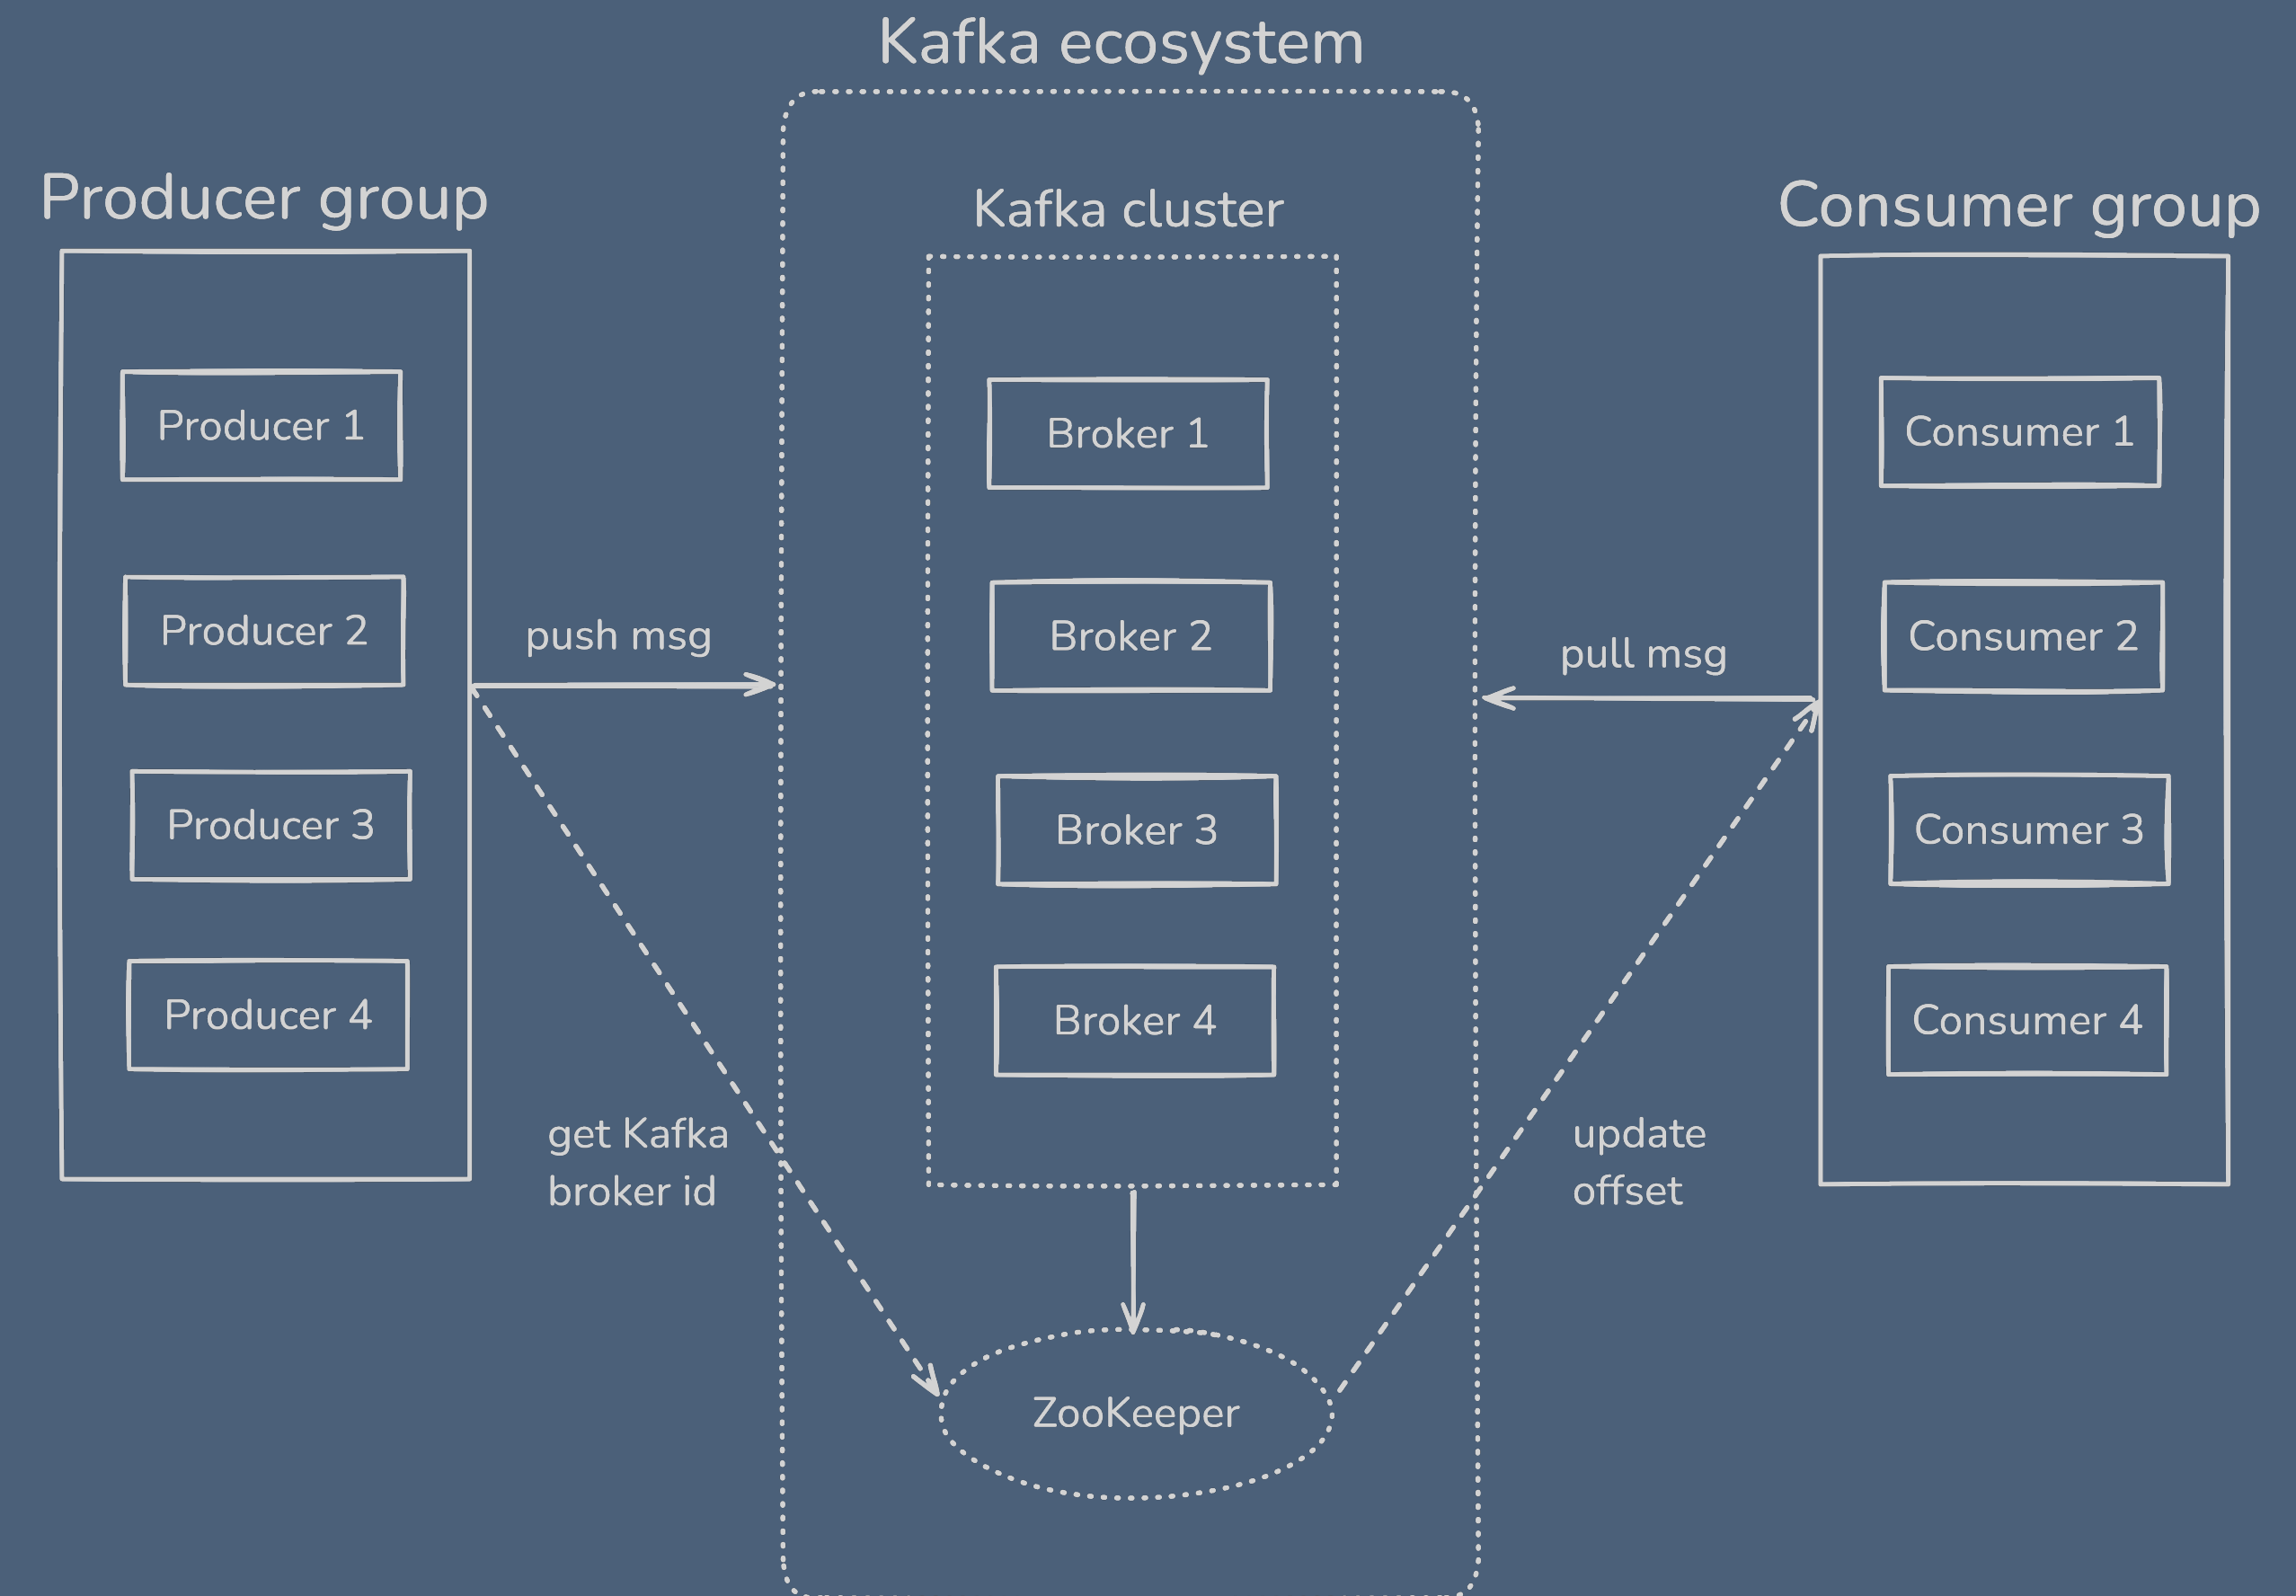 Kafka ecosystem
Producer group
Producer 1
Producer 2
Producer 3
Producer 4
push msg
get Kafka
broker id
Kafka cluster
Broker 1
Broker 2
Broker 3
Broker 4
ZooKeeper
pull msg
update
offset
Consumer group
Consumer 1
Consumer 2
Consumer 3
Consumer 4